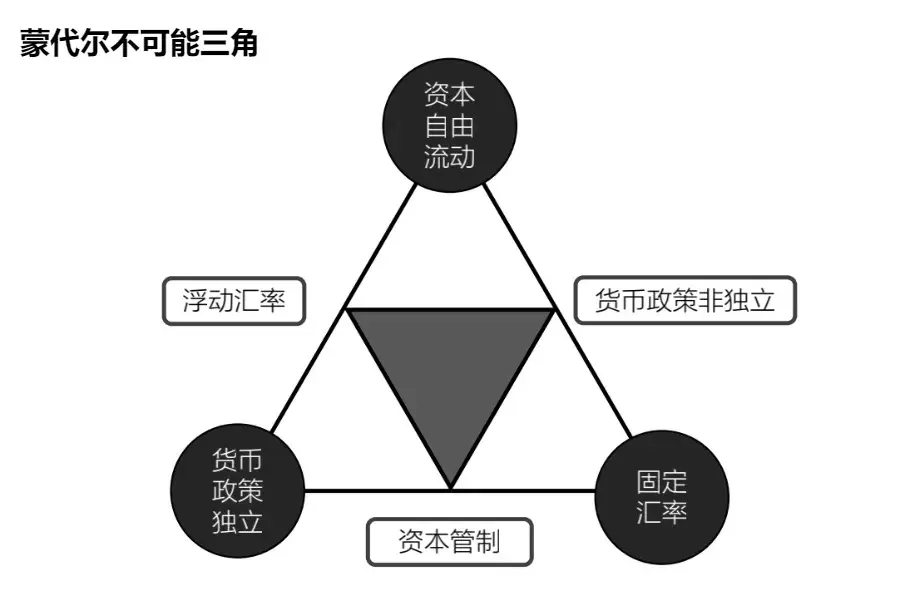 蒙代尔不可能三角
资本
自由
流动
浮动汇率
货币政策非独立
货币
政策
独立
固定
汇率
资本管制